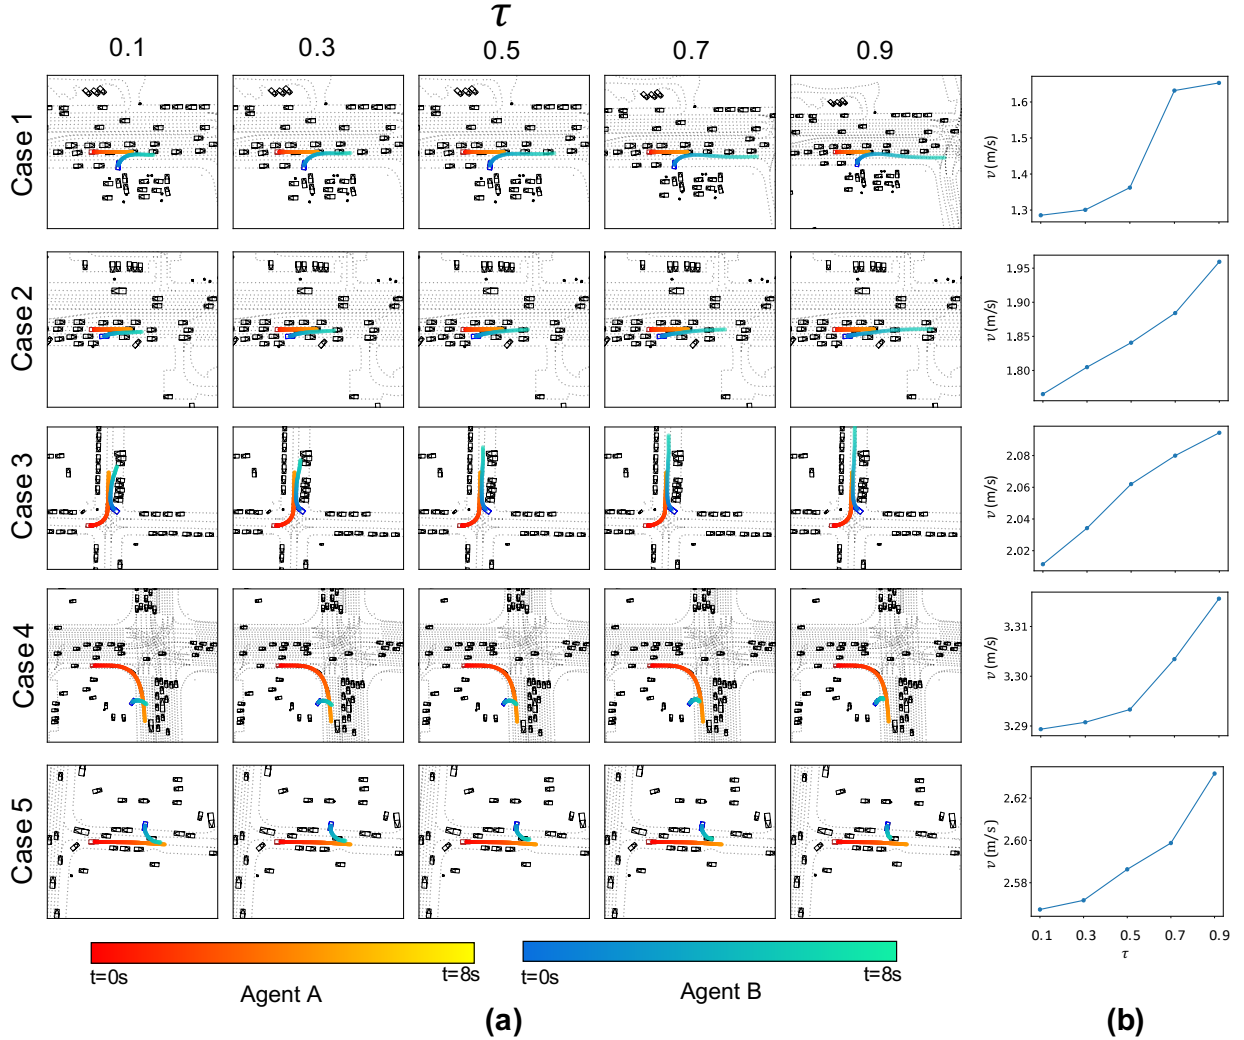 τ
0.1 0.3 0.5 0.7 0.9
Case 1
1.6
1.5
1.4
1.3
v (m/s)
Case 2
1.95
1.90
1.85
1.80
v (m/s)
Case 3
2.08
2.06
2.04
2.02
v (m/s)
Case 4
3.31
3.30
3.29
v (m/s)
Case 5
2.62
2.60
2.58
v (m/s)
0.1 0.3 0.5 0.7 0.9
τ
t=0s t=8s
Agent A
t=0s t=8s
Agent B
(a)
(b)